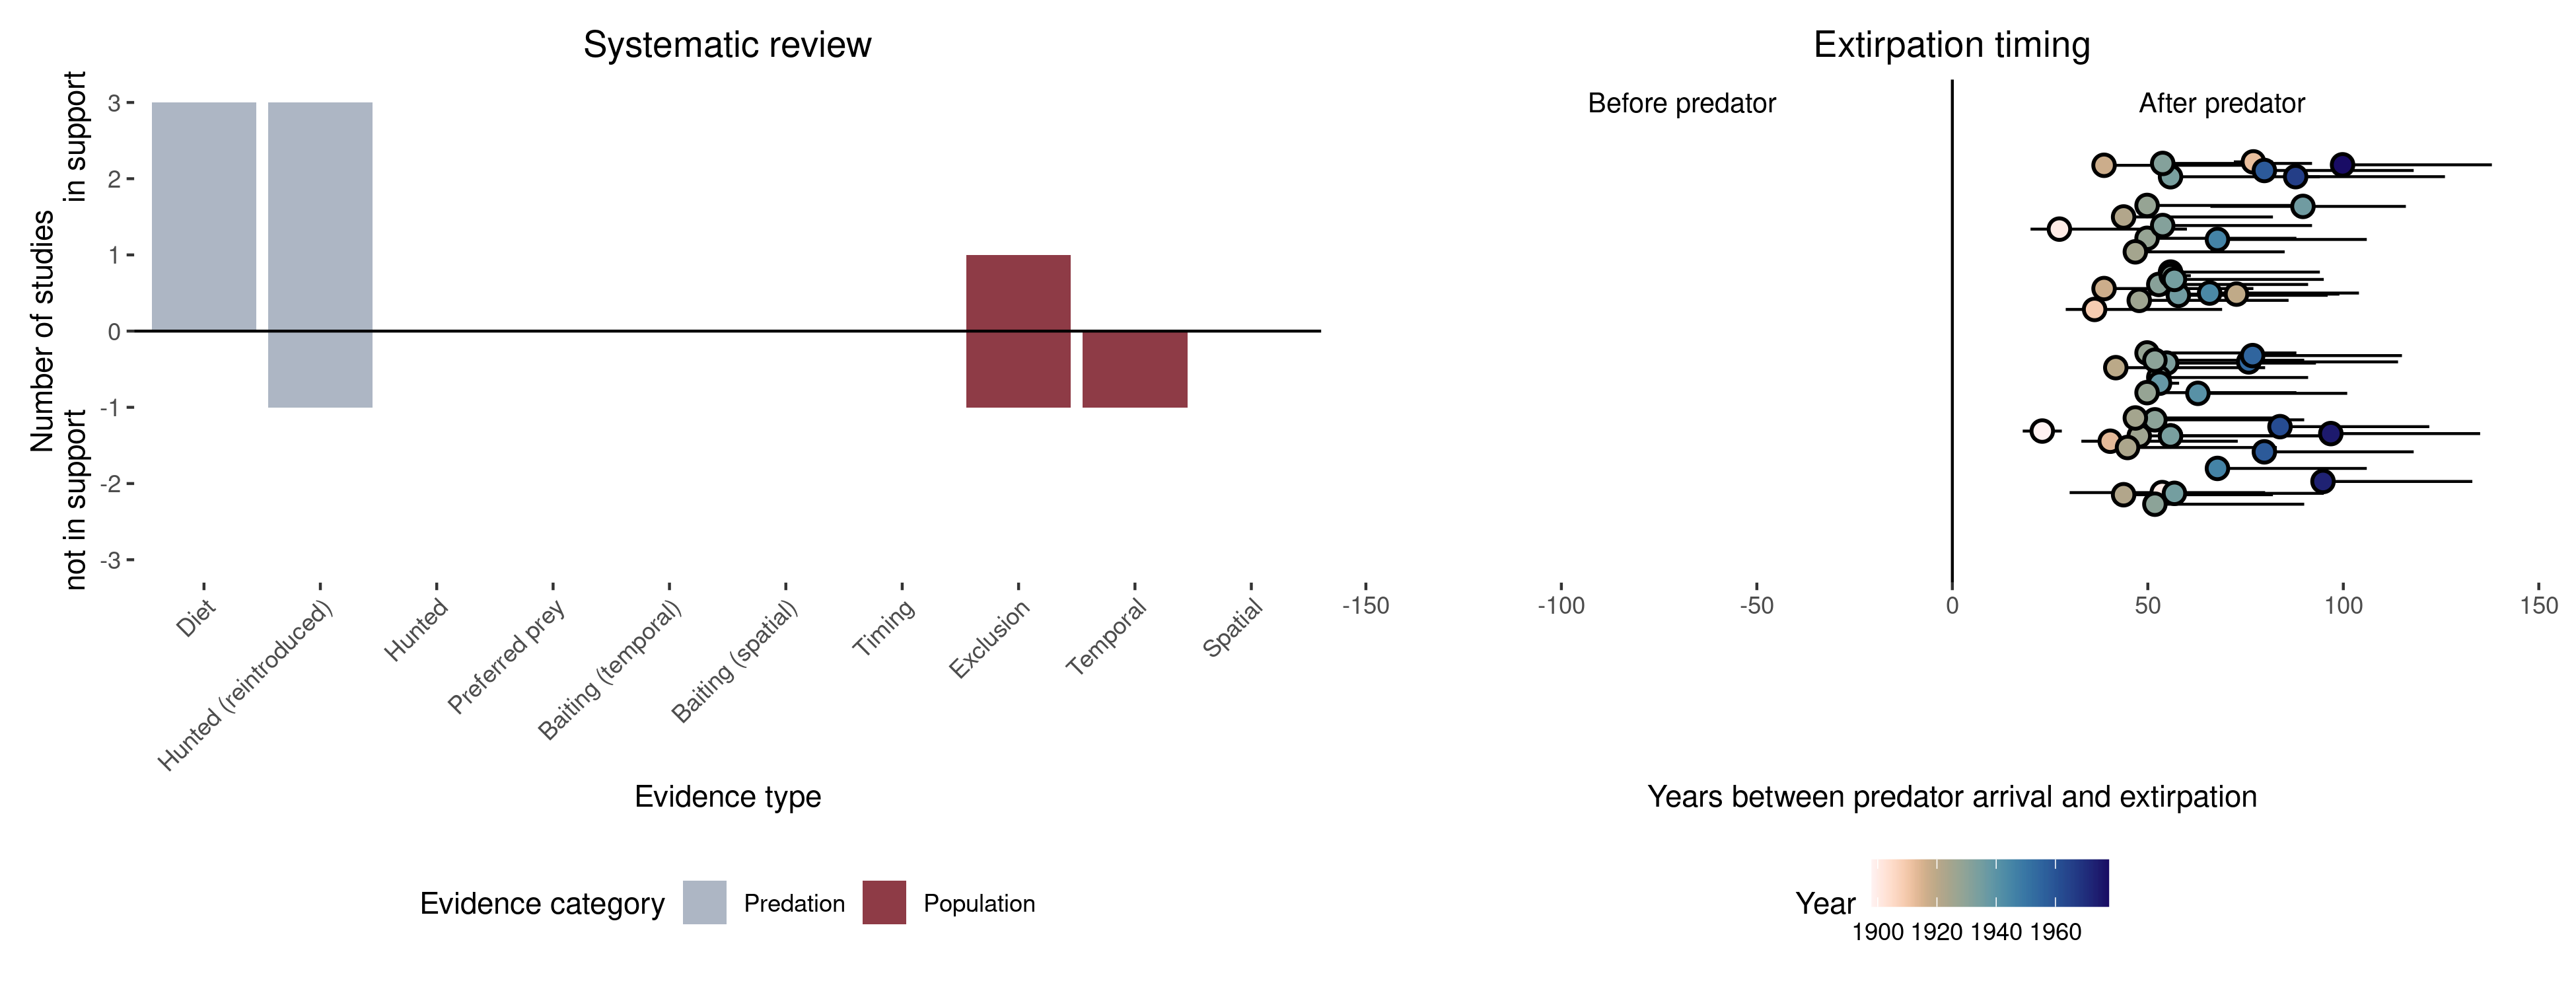 Systematic review
Number of studies
in support
not in support
3
2
1
0
-1
-2
-3
Diet
Hunted (reintroduced)
Hunted
Preferred prey
Baiting (temporal)
Baiting (spatial)
Timing
Exclusion
Temporal
Spatial
Evidence type
Evidence category
Predation
Population
Extirpation timing
Before predator
After predator
-150
-100
-50
0
50
100
150
Years between predator arrival and extirpation
Year
1900 1920 1940 1960